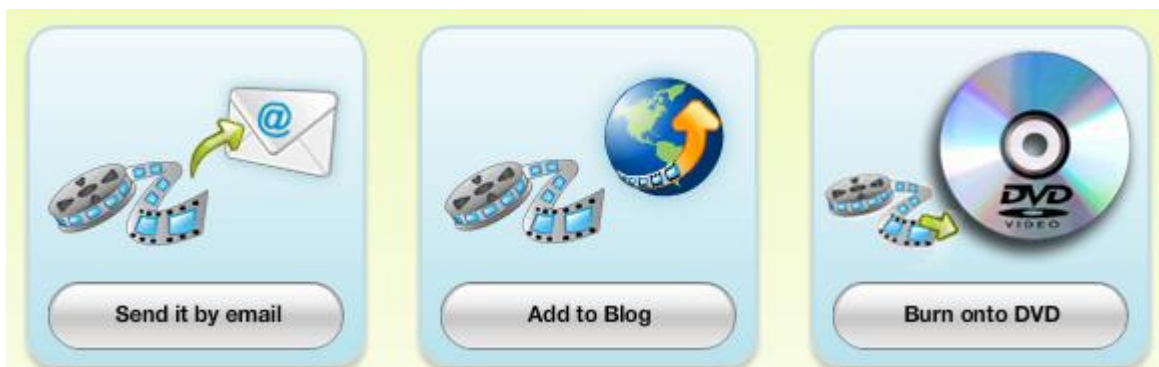 @
DVD
VIDEO
Send it by email
Add to Blog
Burn onto DVD